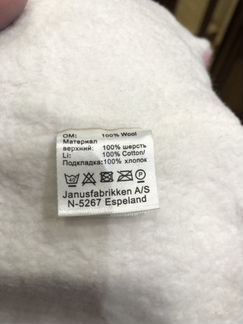 OM: 100% Wool
Материал
верхний: 100% шерсть
Li: 100% Cotton/
Подкладка:100% хлопок
Janusfabrikken A/S
N-5267 Espeland